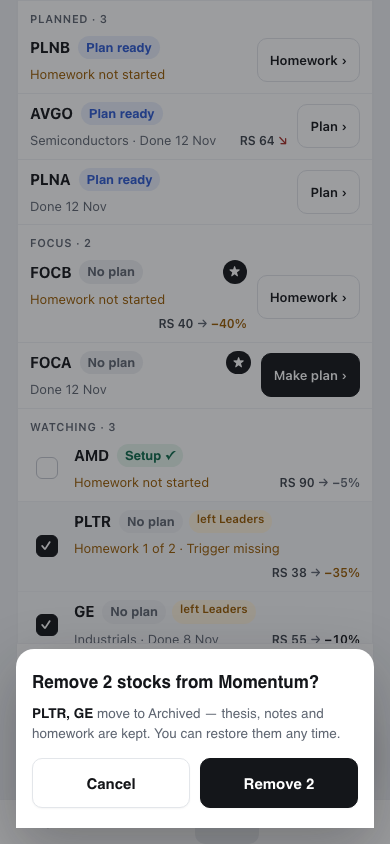 PLANNED · 3
PLNB Plan ready
Homework not started
Homework ›
AVGO Plan ready
Semiconductors · Done 12 Nov RS 64 ↘
Plan ›
PLNA Plan ready
Done 12 Nov
Plan ›
FOCUS · 2
FOCB No plan
Homework not started
Homework ›
RS 40 → −40%
FOCA No plan
Done 12 Nov
Make plan ›
WATCHING · 3
AMD Setup ✓
Homework not started RS 90 → −5%
PLTR No plan left Leaders
Homework 1 of 2 · Trigger missing
RS 38 → −35%
GE No plan left Leaders
Industrials · Done 8 Nov RS 55 → −10%
Remove 2 stocks from Momentum?
PLTR, GE move to Archived — thesis, notes and
homework are kept. You can restore them any time.
Cancel Remove 2